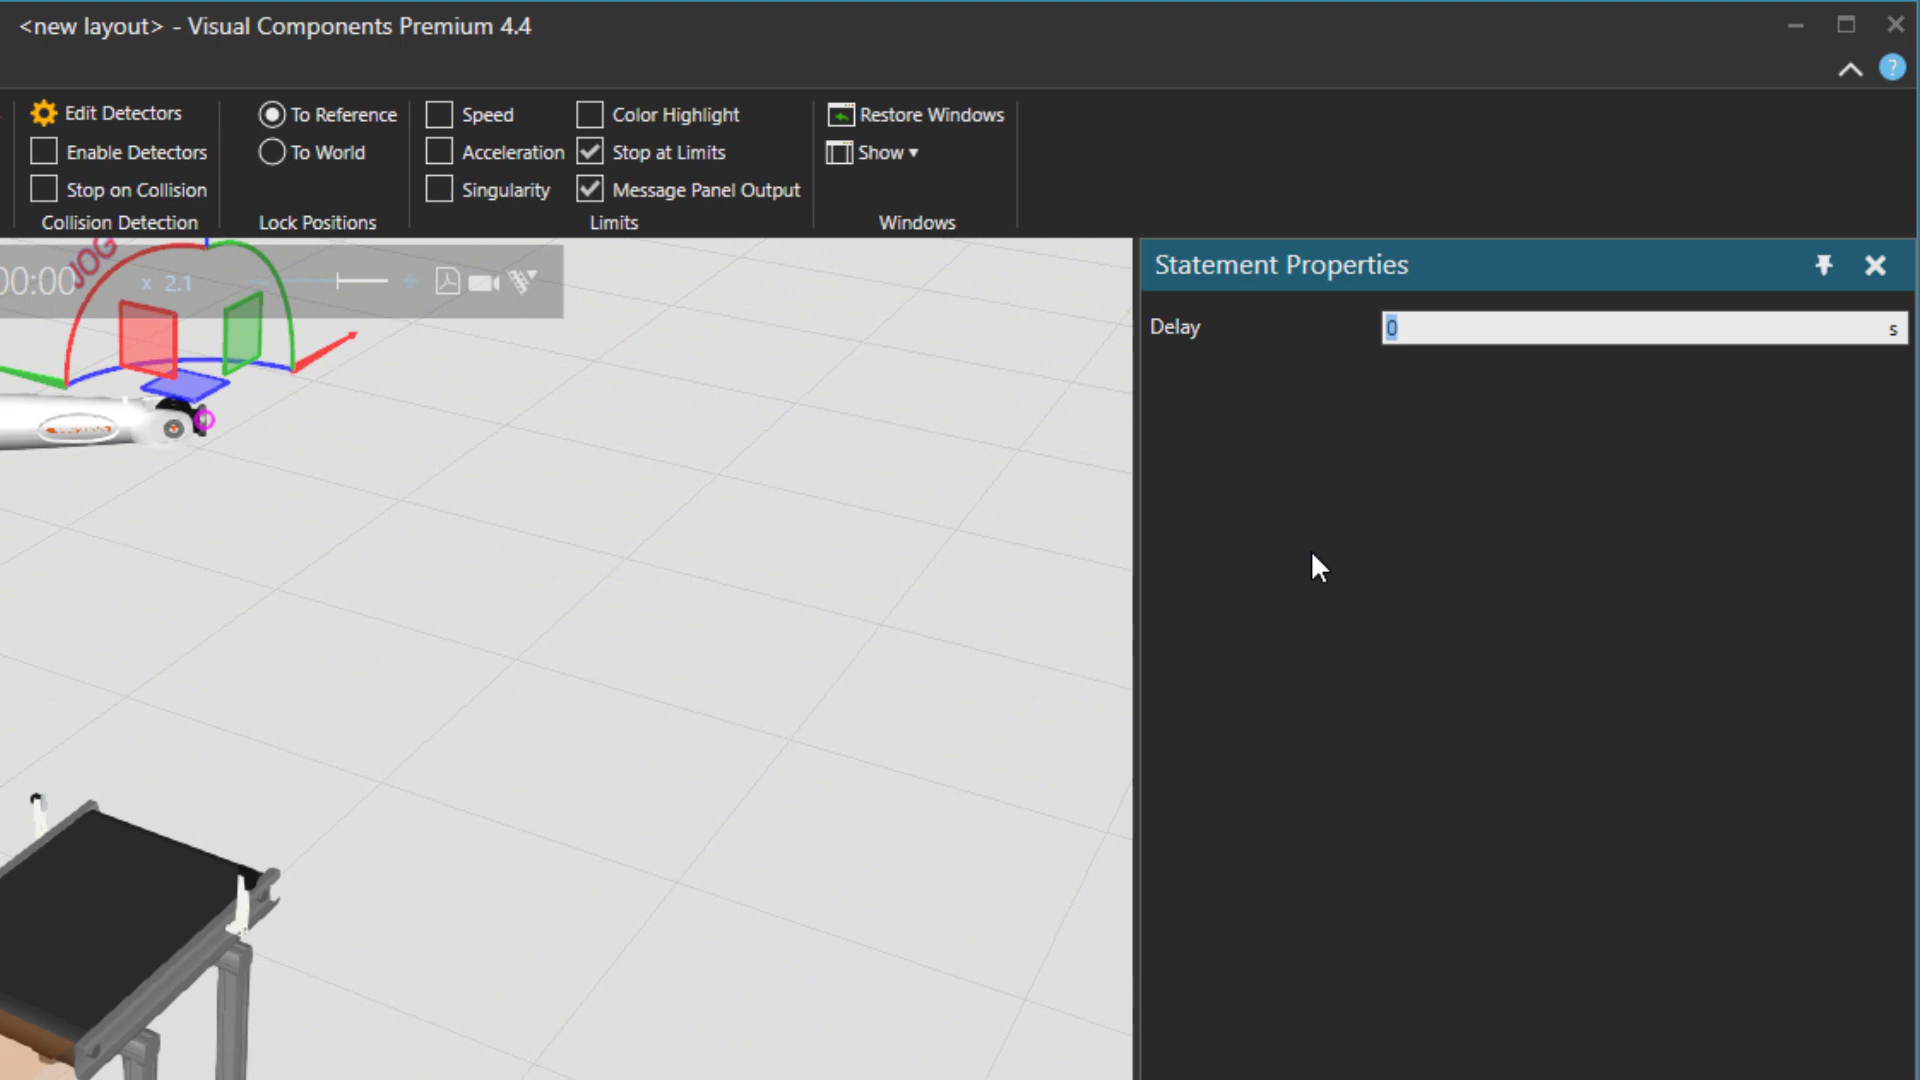 <new layout> - Visual Components Premium 4.4
?
Edit Detectors
Enable Detectors
Stop on Collision
Collision Detection
To Reference
To World
Lock Positions
Speed
Acceleration
Singularity
Color Highlight
Stop at Limits
Message Panel Output
Limits
Restore Windows
Show
Windows
00:00
JOG
x 2.1
Statement Properties
Delay
0
s